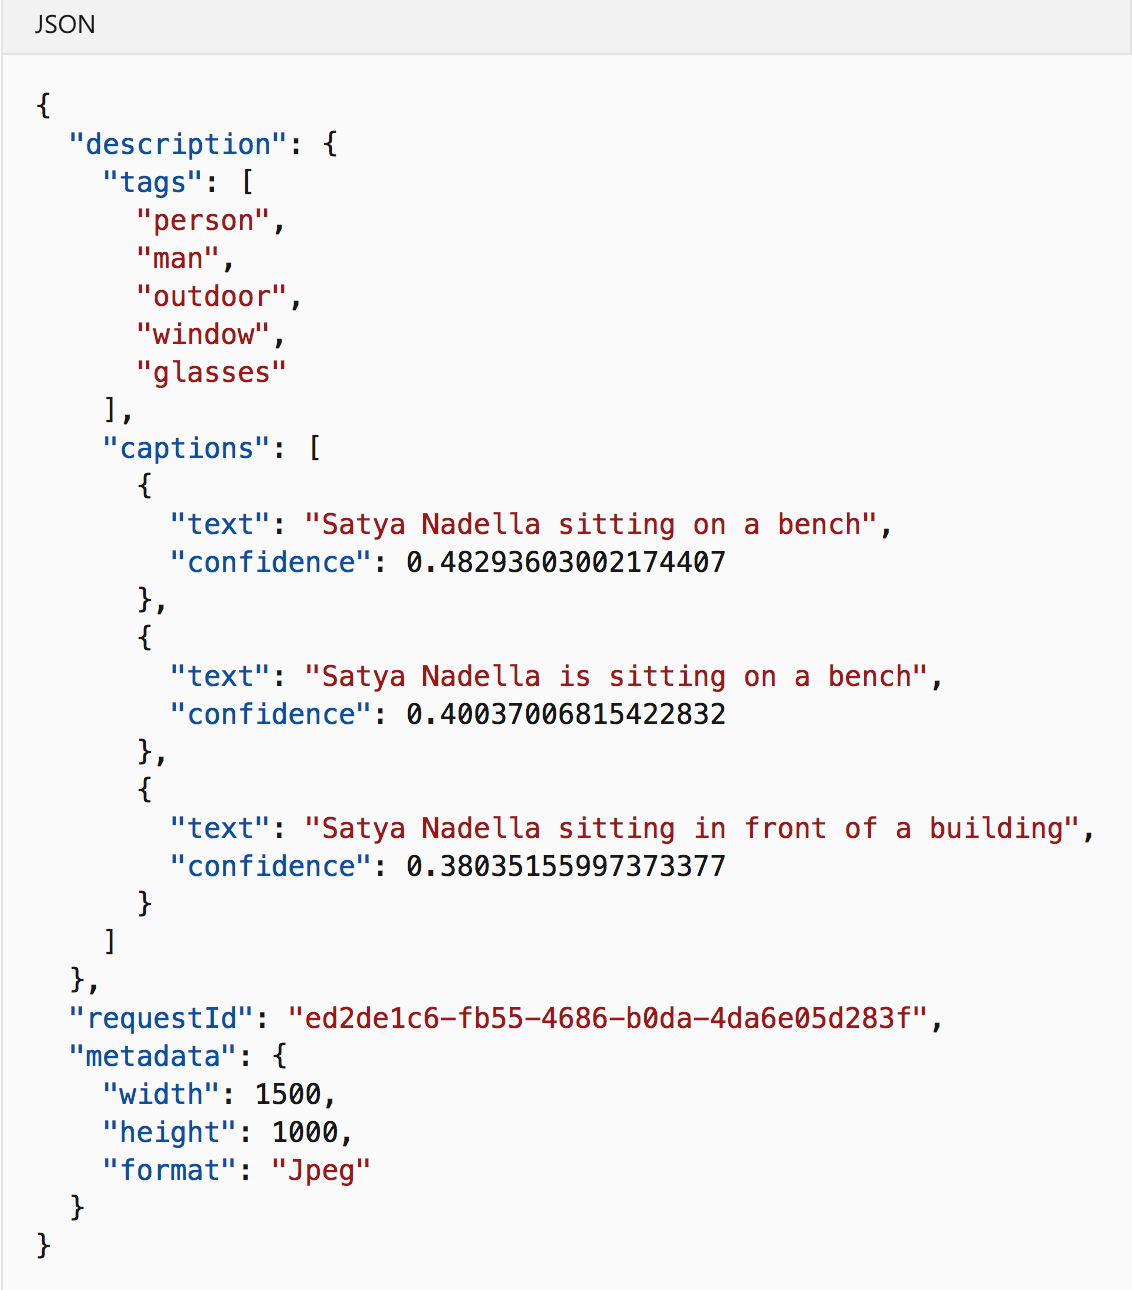 JSON
{
  "description": {
    "tags": [
      "person",
      "man",
      "outdoor",
      "window",
      "glasses"
    ],
    "captions": [
      {
        "text": "Satya Nadella sitting on a bench",
        "confidence": 0.48293603002174407
      },
      {
        "text": "Satya Nadella is sitting on a bench",
        "confidence": 0.40037006815422832
      },
      {
        "text": "Satya Nadella sitting in front of a building",
        "confidence": 0.38035155997373377
      }
    ]
  },
  "requestId": "ed2de1c6-fb55-4686-b0da-4da6e05d283f",
  "metadata": {
    "width": 1500,
    "height": 1000,
    "format": "Jpeg"
  }
}